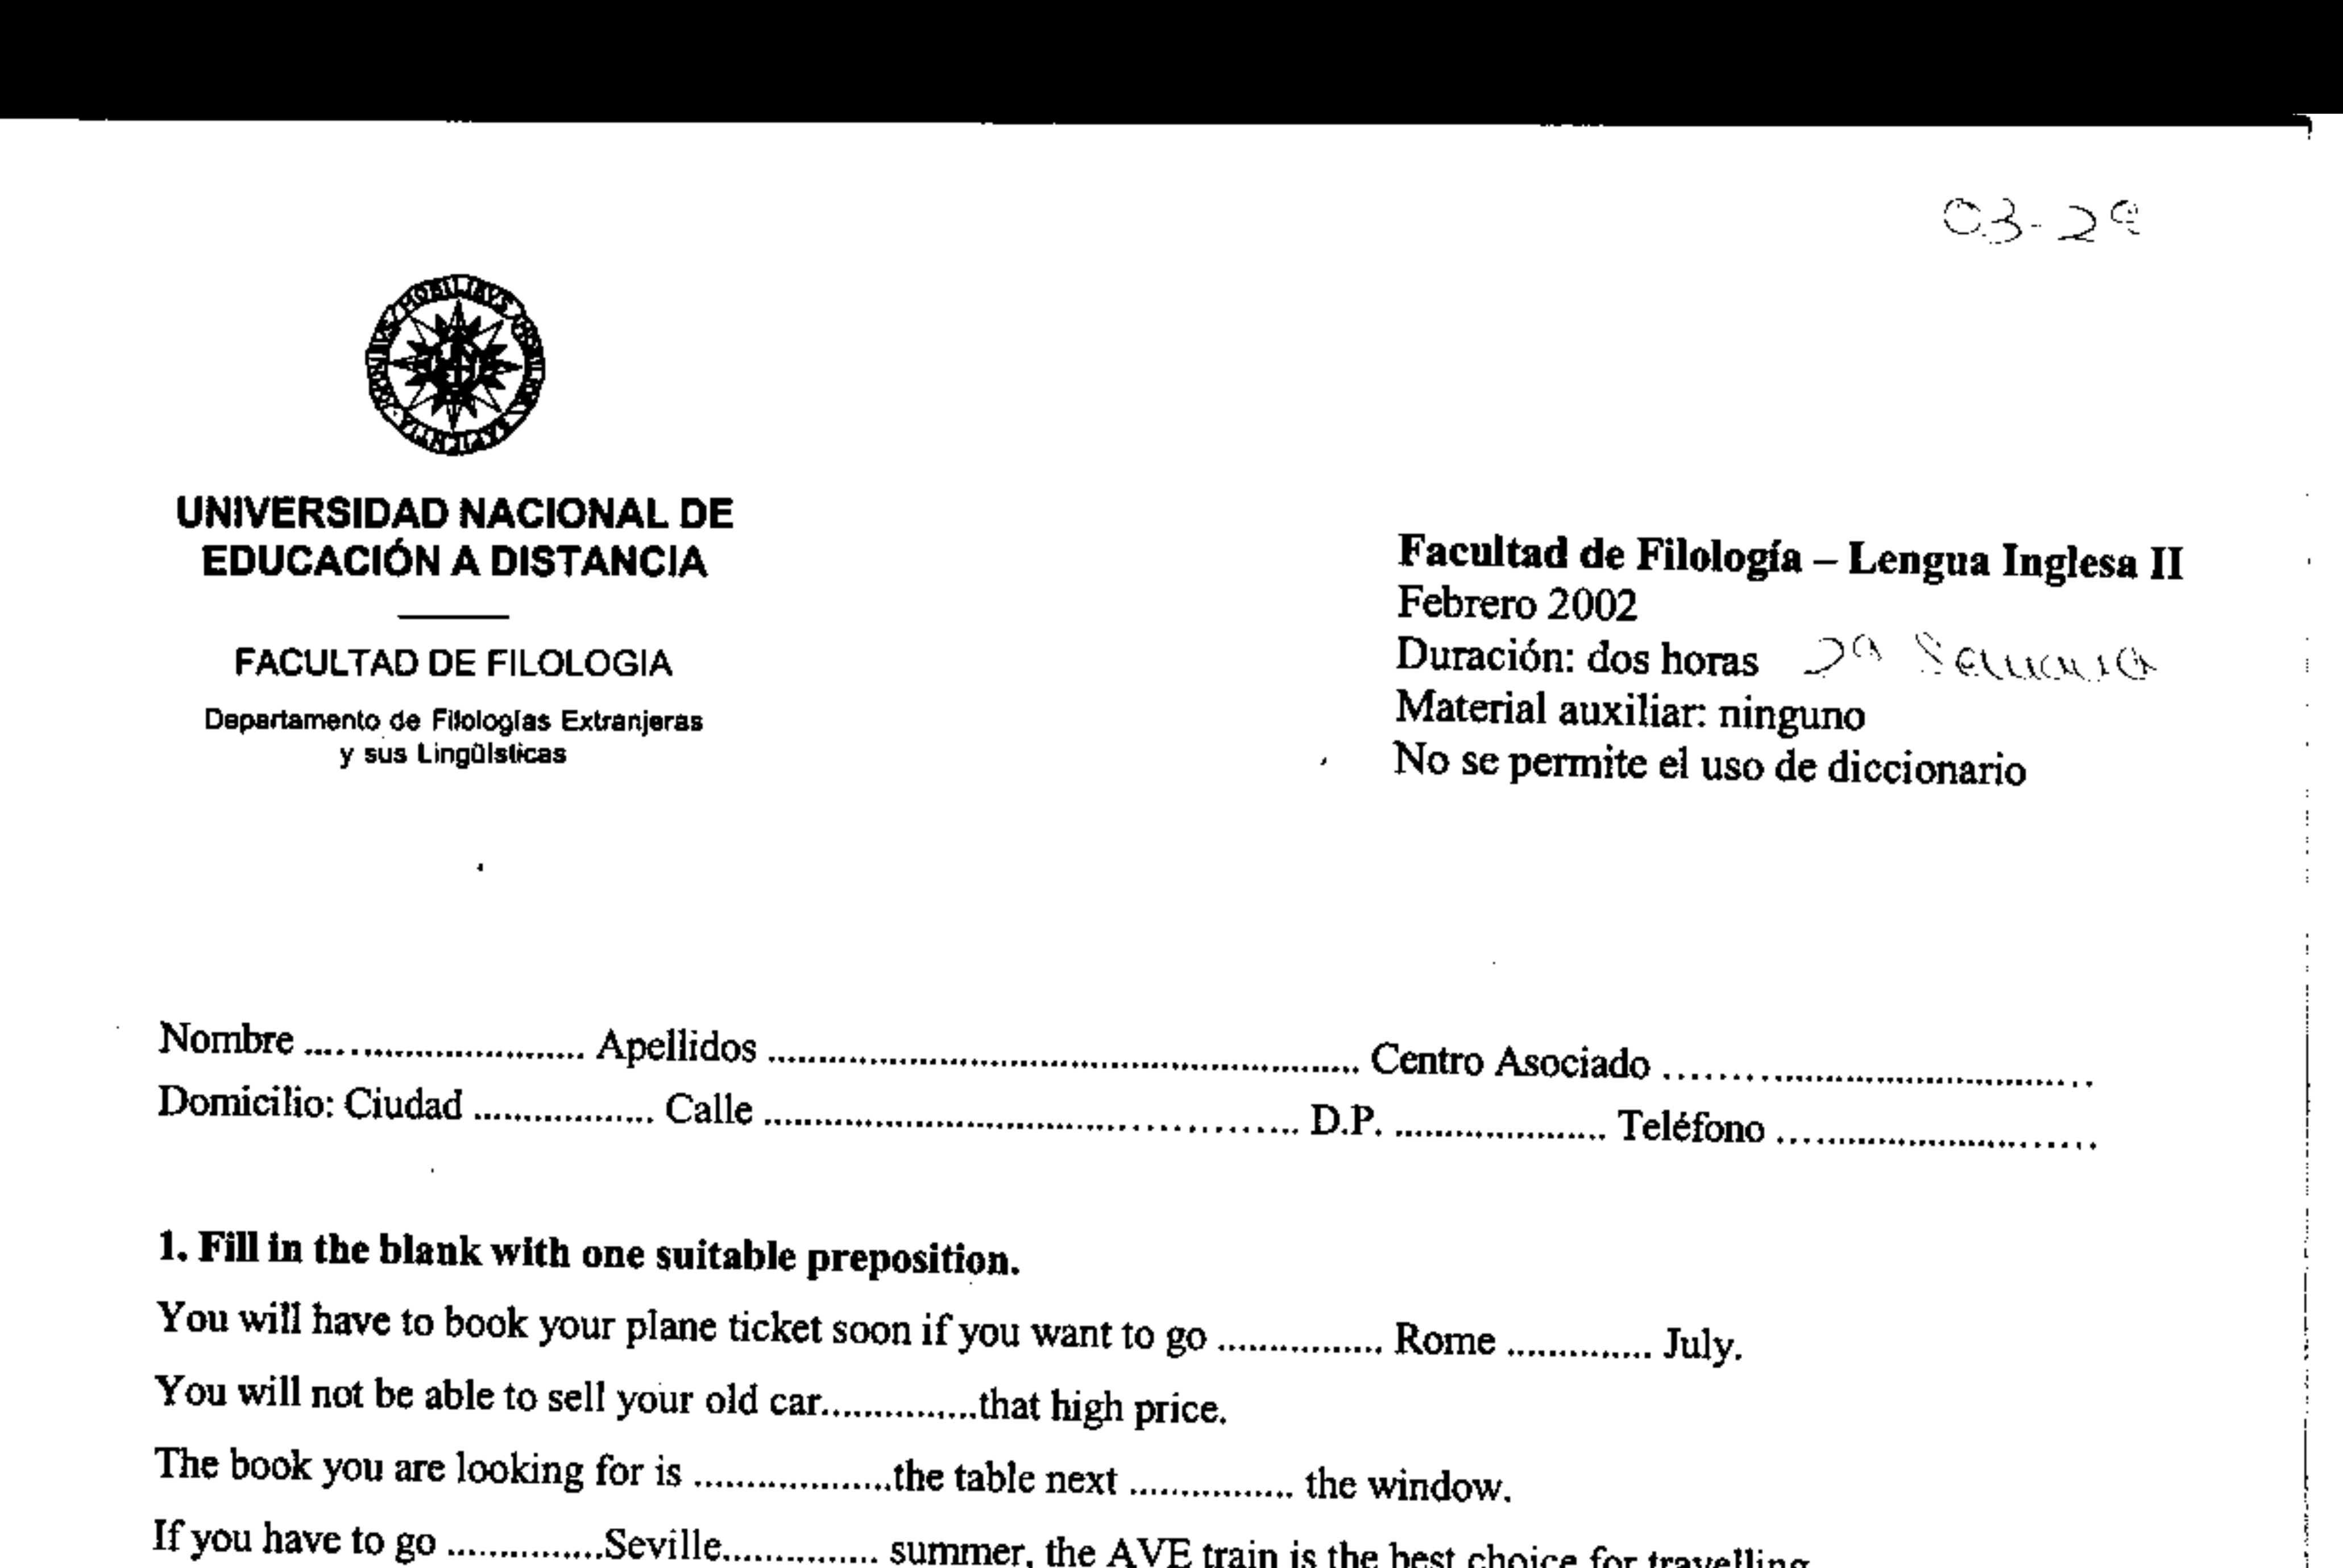 03-2ª
UNIVERSIDAD NACIONAL DE
EDUCACIÓN A DISTANCIA
FACULTAD DE FILOLOGIA
Departamento de Filologías Extranjeras
y sus Lingüísticas
Facultad de Filología – Lengua Inglesa II
Febrero 2002
Duración: dos horas 2ª Semana
Material auxiliar: ninguno
No se permite el uso de diccionario
Nombre ............................ Apellidos ........................................................... Centro Asociado ...........................................
Domicilio: Ciudad .................. Calle ...................................................... D.P. ..................... Teléfono ................................
1. Fill in the blank with one suitable preposition.
You will have to book your plane ticket soon if you want to go ................ Rome .............. July.
You will not be able to sell your old car...............that high price.
The book you are looking for is ...................the table next ................ the window.
If you have to go ...............Seville............... summer, the AVE train is the best choice for travelling